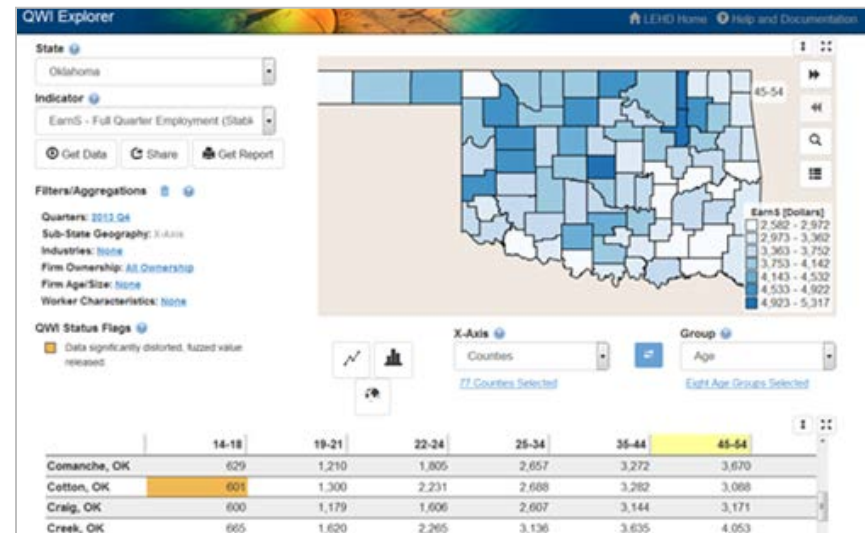 QWI Explorer
LEHD Home Help and Documentation
State
Oklahoma
Indicator
EarnS - Full Quarter Employment (Stabl
Get Data Share Get Report
Filters/Aggregations
Quarters: 2013 Q4
Sub-State Geography: X-Axis
Industries: None
Firm Ownership: All Ownership
Firm Age/Size: None
Worker Characteristics: None
QWI Status Flags
Data significantly distorted, fuzzed value
released
45-54
EarnS [Dollars]
2,582 - 2,972
2,973 - 3,362
3,363 - 3,752
3,753 - 4,142
4,143 - 4,532
4,533 - 4,922
4,923 - 5,317
X-Axis
Counties
77 Counties Selected
Group
Age
Eight Age Groups Selected
14-18 19-21 22-24 25-34 35-44 45-54
Comanche, OK 629 1,210 1,805 2,657 3,272 3,670
Cotton, OK 601 1,300 2,231 2,688 3,282 3,088
Craig, OK 600 1,179 1,606 2,607 3,144 3,171
Creek, OK 665 1,620 2,265 3,136 3,635 4,053